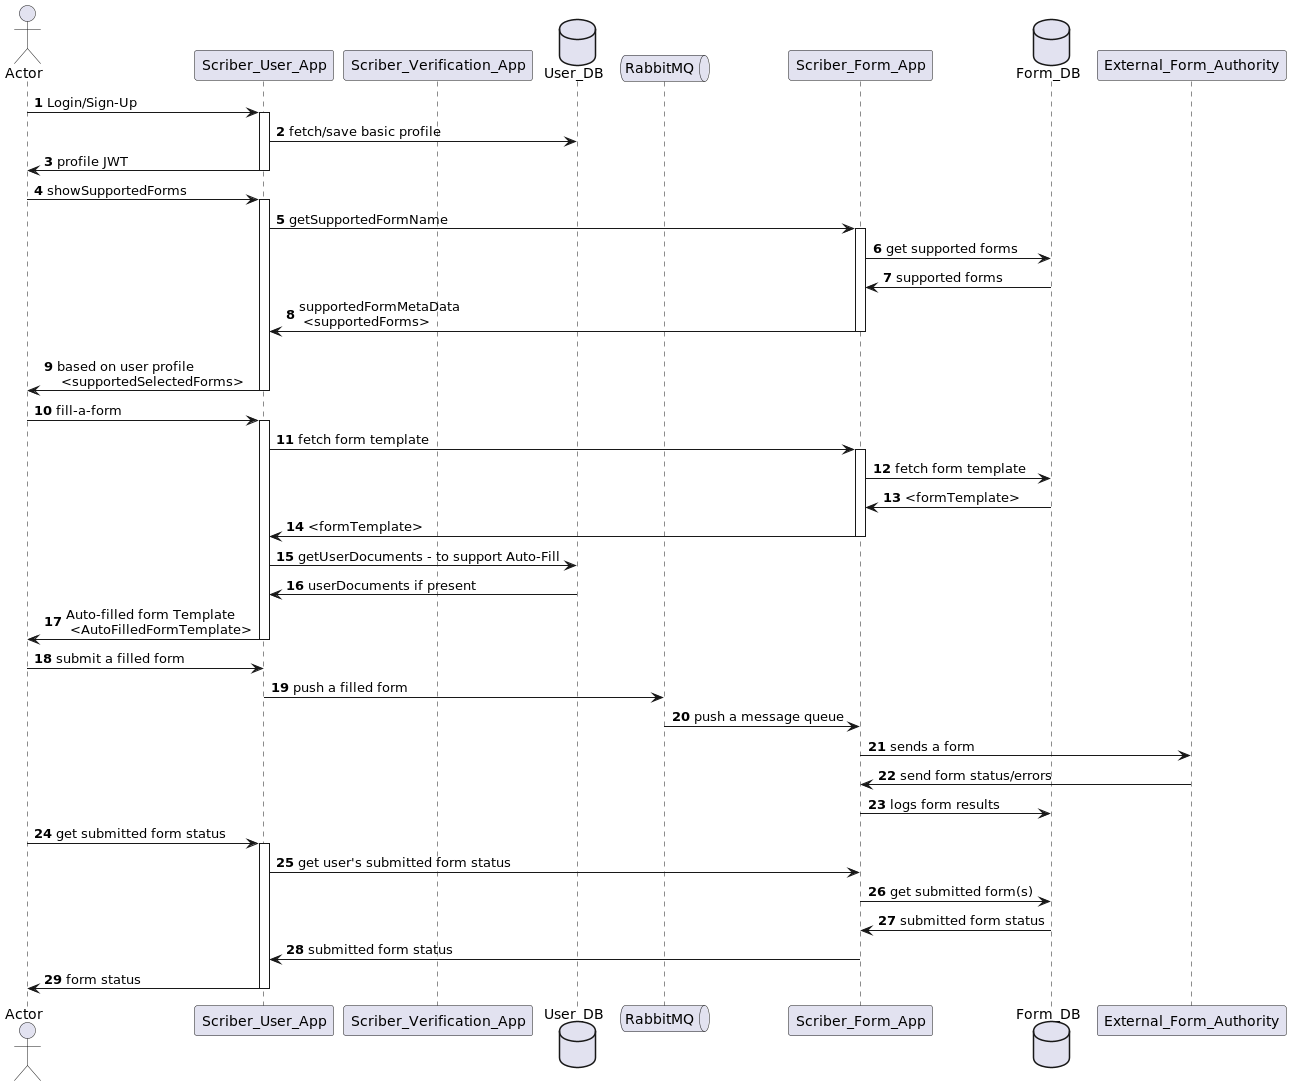 Actor
Scriber_User_App
Scriber_Verification_App
User_DB
RabbitMQ
Scriber_Form_App
Form_DB
External_Form_Authority
1 Login/Sign-Up
2 fetch/save basic profile
3 profile JWT
4 showSupportedForms
5 getSupportedFormName
6 get supported forms
7 supported forms
8 supportedFormMetaData
<supportedForms>
9 based on user profile
<supportedSelectedForms>
10 fill-a-form
11 fetch form template
12 fetch form template
13 <formTemplate>
14 <formTemplate>
15 getUserDocuments - to support Auto-Fill
16 userDocuments if present
17 Auto-filled form Template
<AutoFilledFormTemplate>
18 submit a filled form
19 push a filled form
20 push a message queue
21 sends a form
22 send form status/errors
23 logs form results
24 get submitted form status
25 get user's submitted form status
26 get submitted form(s)
27 submitted form status
28 submitted form status
29 form status
Actor
Scriber_User_App
Scriber_Verification_App
User_DB
RabbitMQ
Scriber_Form_App
Form_DB
External_Form_Authority